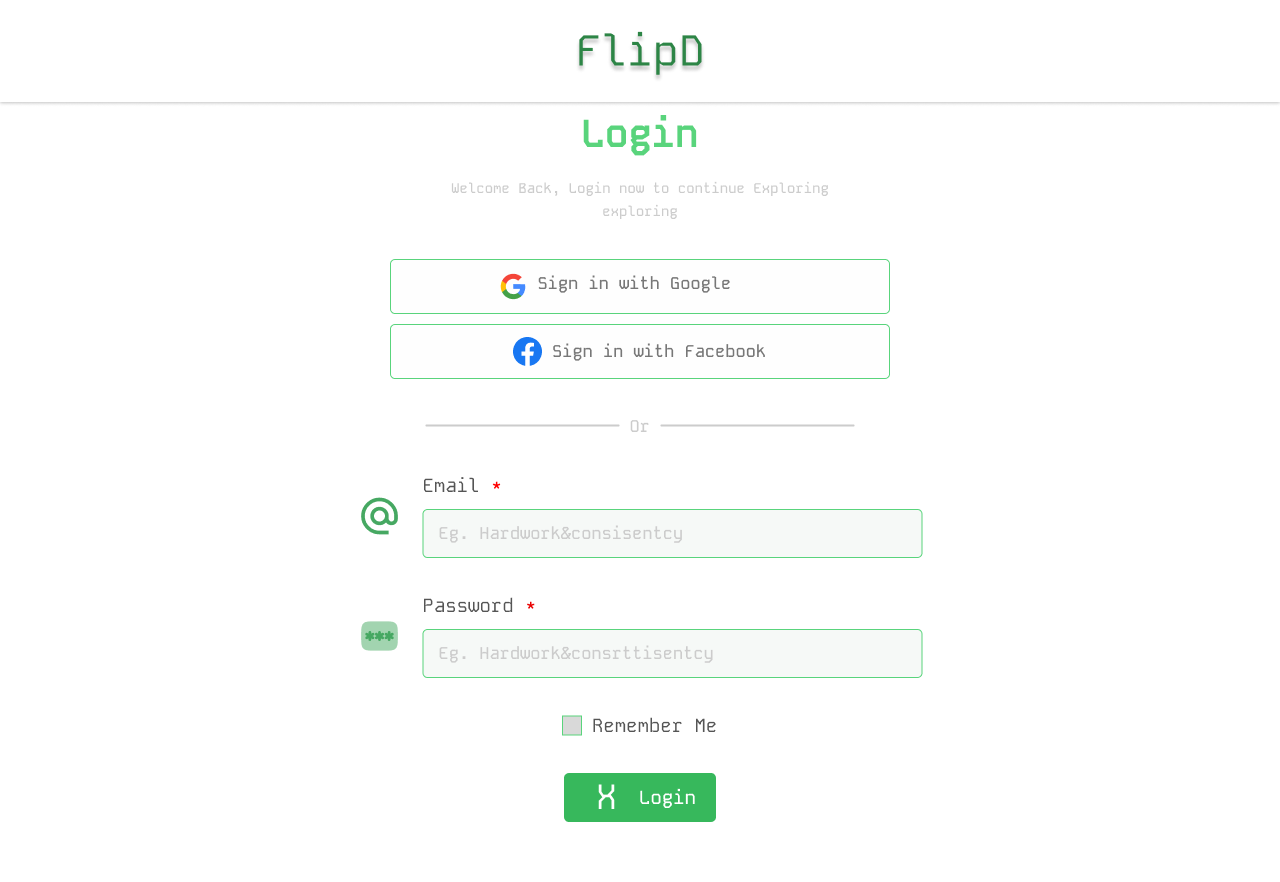 FlipD
Login
Welcome Back, Login now to continue Exploring
exploring
Sign in with Google
Sign in with Facebook
Or
Email *
Eg. Hardwork&consisentcy
Password *
***
Eg. Hardwork&consrttisentcy
Remember Me
Login